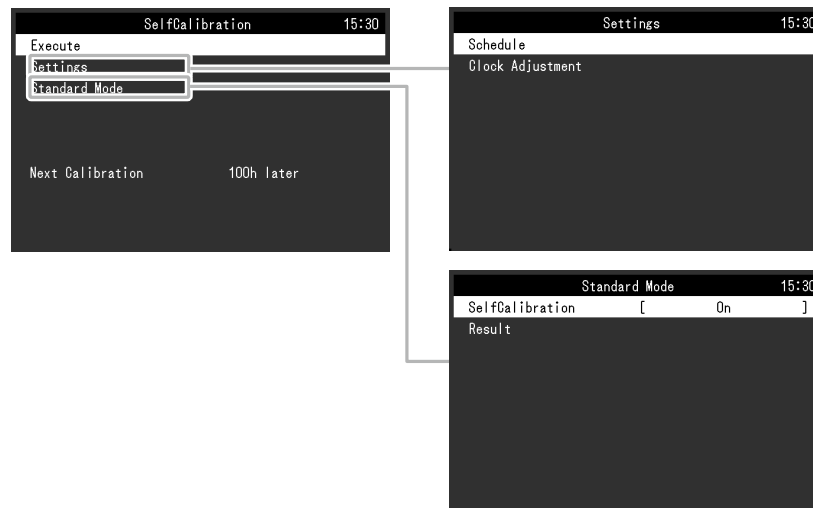 SelfCalibration 15:30
Execute
Settings
Standard Mode
Next Calibration 100h later
Settings 15:30
Schedule
Clock Adjustment
Standard Mode 15:30
SelfCalibration [ On ]
Result